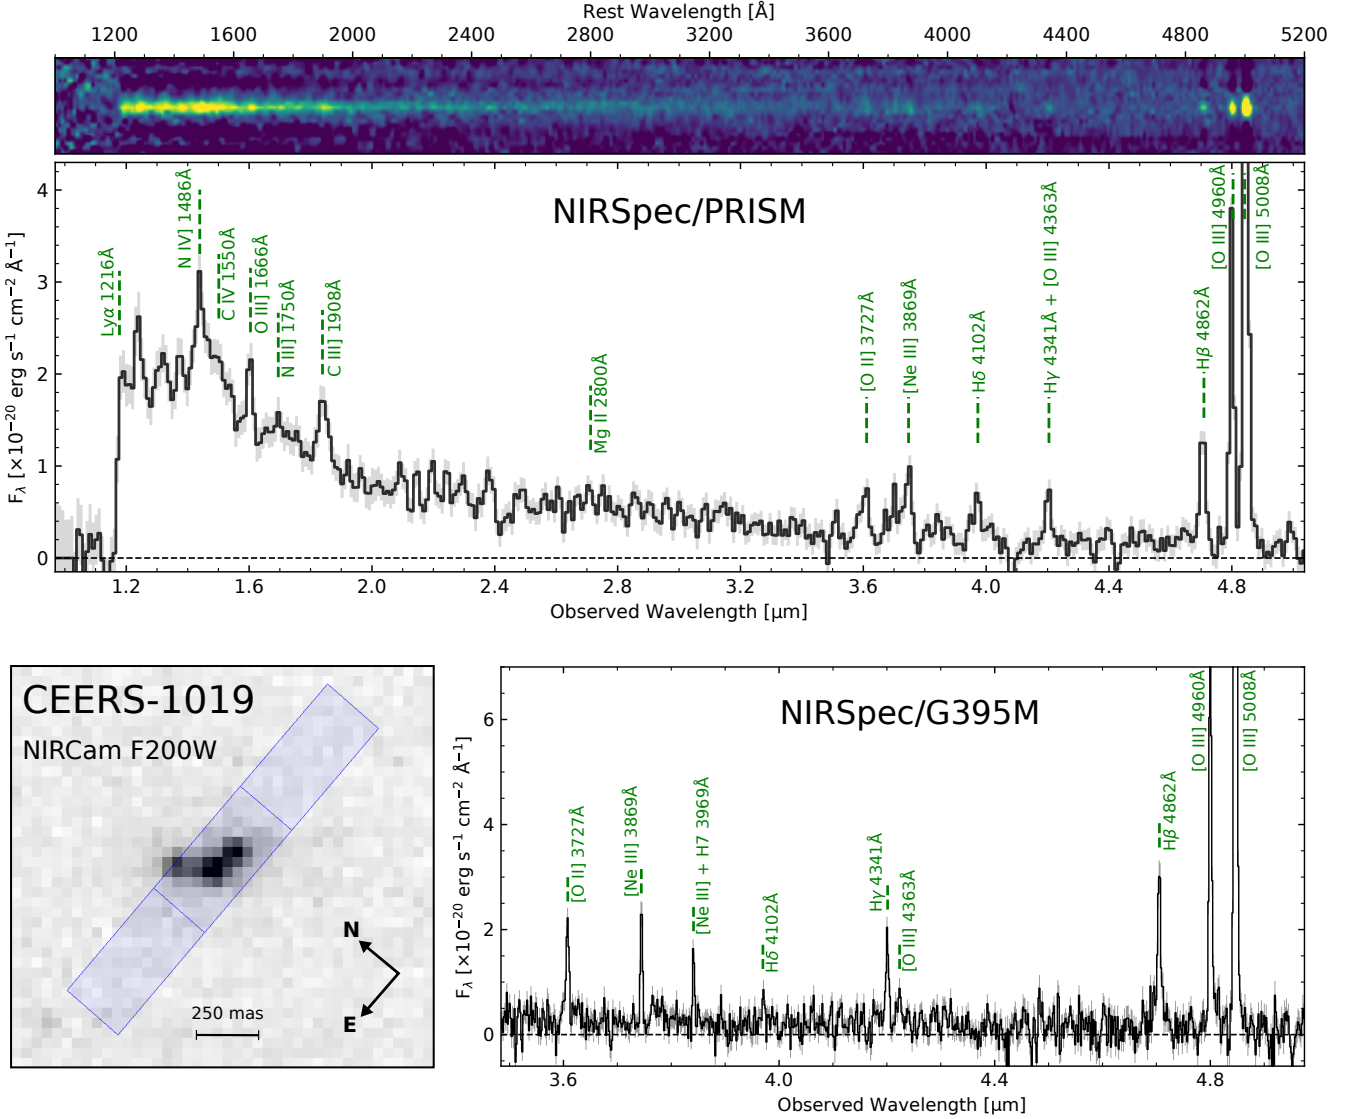 Rest Wavelength [Å]
1200 1600 2000 2400 2800 3200 3600 4000 4400 4800 5200
NIRSpec/PRISM
Lyα 1216Å
N IV] 1486Å
C IV 1550Å
O III] 1666Å
N III] 1750Å
C III] 1908Å
Mg II 2800Å
[O II] 3727Å
[Ne III] 3869Å
Hδ 4102Å
Hγ 4341Å + [O III] 4363Å
Hβ 4862Å
[O III] 4960Å
[O III] 5008Å
F_λ [×10⁻²⁰ erg s⁻¹ cm⁻² Å⁻¹]
4
3
2
1
0
1.2 1.6 2.0 2.4 2.8 3.2 3.6 4.0 4.4 4.8
Observed Wavelength [μm]
CEERS-1019
NIRCam F200W
N
E
250 mas
NIRSpec/G395M
[O II] 3727Å
[Ne III] 3869Å
[Ne III] + H7 3969Å
Hδ 4102Å
Hγ 4341Å
[O III] 4363Å
Hβ 4862Å
[O III] 4960Å
[O III] 5008Å
F_λ [×10⁻²⁰ erg s⁻¹ cm⁻² Å⁻¹]
6
4
2
0
3.6 4.0 4.4 4.8
Observed Wavelength [μm]